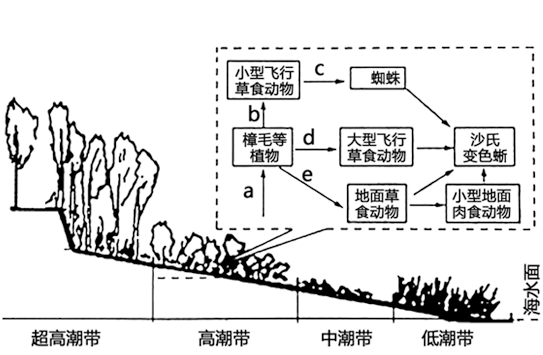 小型飞行
草食动物
c
蜘蛛
b
樟毛等
植物
d
大型飞行
草食动物
沙氏
变色蜥
a
e
地面草
食动物
小型地面
肉食动物
超高潮带
高潮带
中潮带
低潮带
海水面